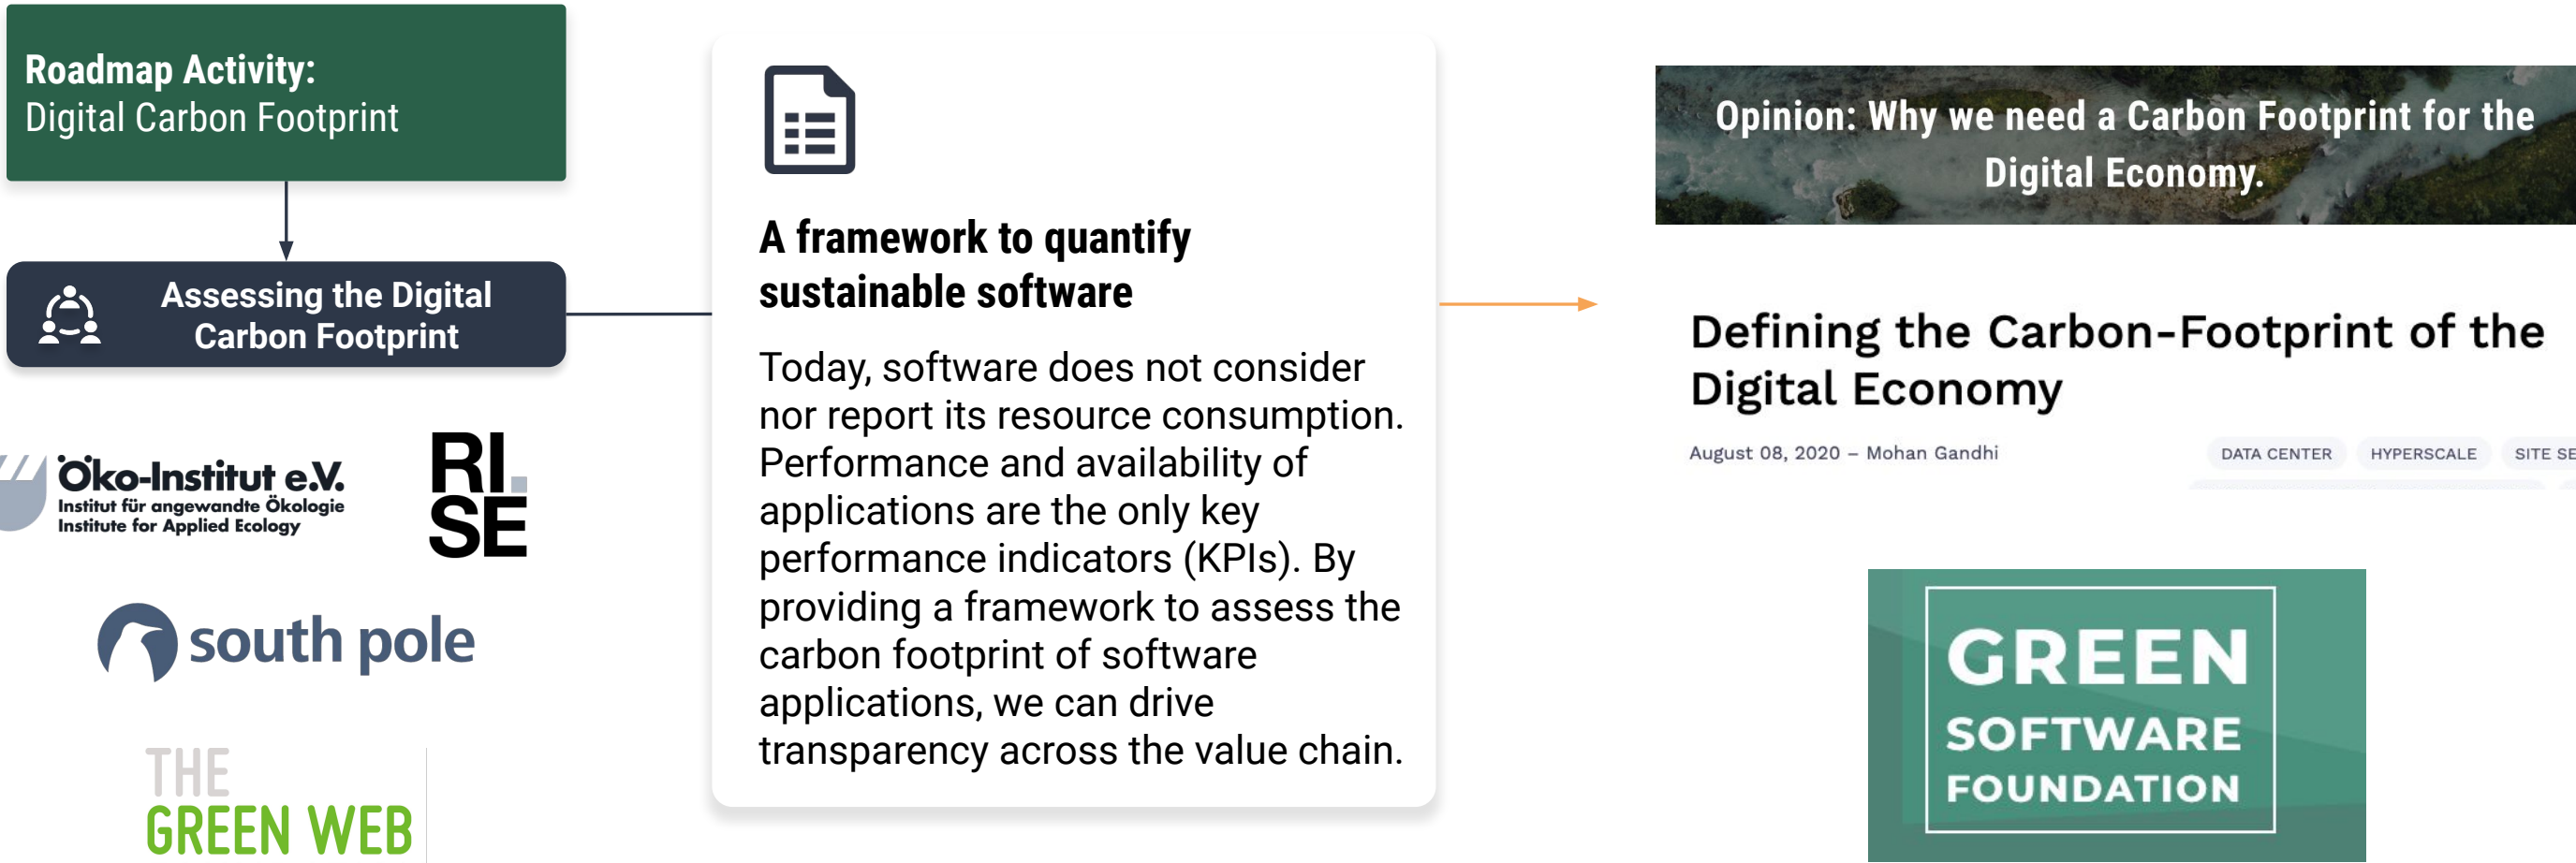 Roadmap Activity:
Digital Carbon Footprint
Assessing the Digital
Carbon Footprint
Öko-Institut e.V.
Institut für angewandte Ökologie
Institute for Applied Ecology
RI.
SE
south pole
THE
GREEN WEB
A framework to quantify
sustainable software
Today, software does not consider
nor report its resource consumption.
Performance and availability of
applications are the only key
performance indicators (KPIs). By
providing a framework to assess the
carbon footprint of software
applications, we can drive
transparency across the value chain.
Opinion: Why we need a Carbon Footprint for the
Digital Economy.
Defining the Carbon-Footprint of the
Digital Economy
August 08, 2020 – Mohan Gandhi
DATA CENTER HYPERSCALE SITE SE
GREEN
SOFTWARE
FOUNDATION